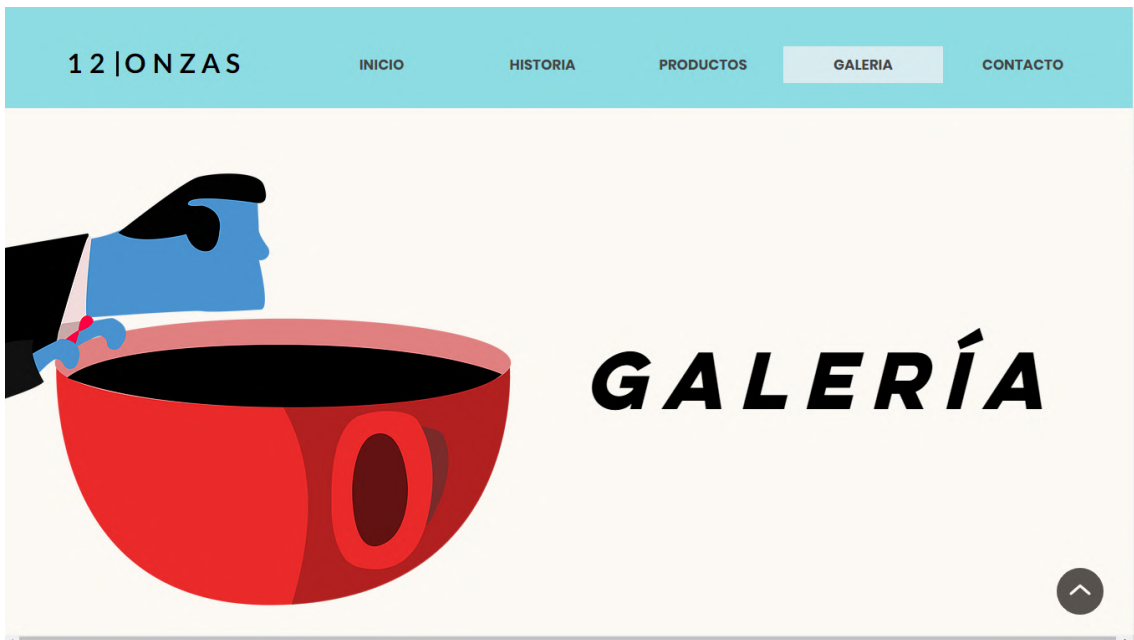 12|ONZAS
INICIO
HISTORIA
PRODUCTOS
GALERIA
CONTACTO
GALERÍA